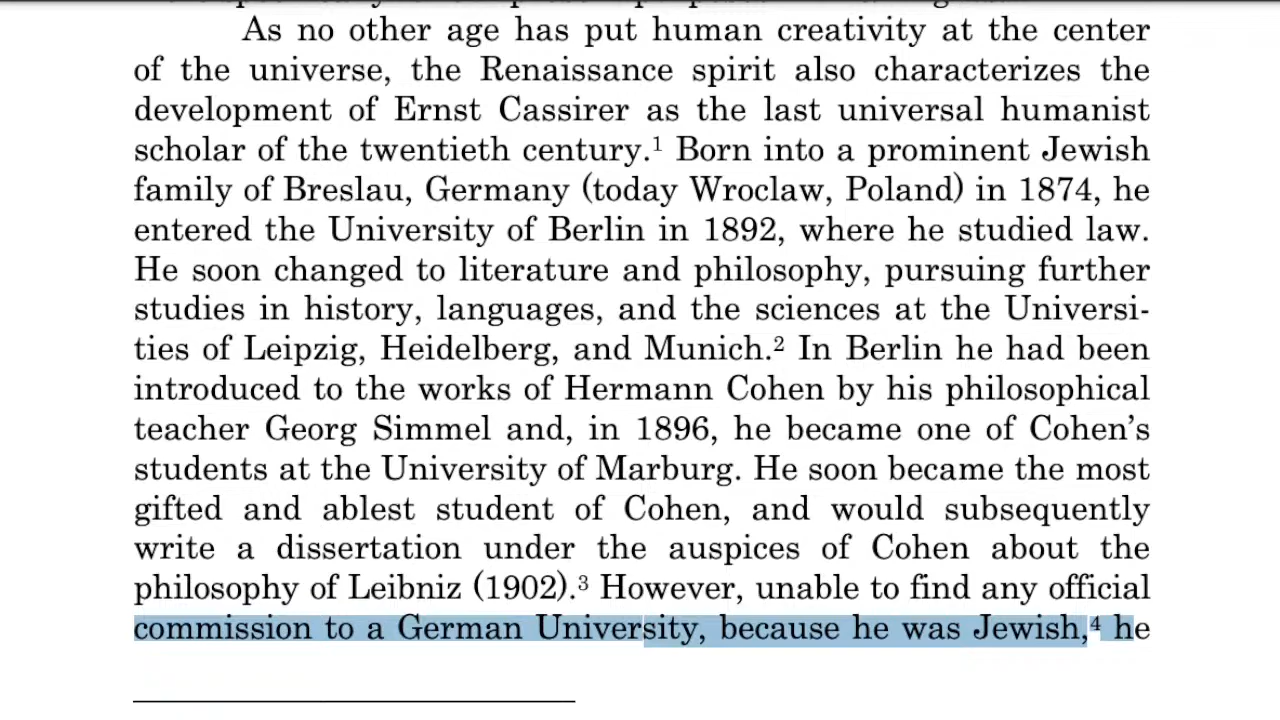 As no other age has put human creativity at the center
of the universe, the Renaissance spirit also characterizes the
development of Ernst Cassirer as the last universal humanist
scholar of the twentieth century.¹ Born into a prominent Jewish
family of Breslau, Germany (today Wroclaw, Poland) in 1874, he
entered the University of Berlin in 1892, where he studied law.
He soon changed to literature and philosophy, pursuing further
studies in history, languages, and the sciences at the Universi-
ties of Leipzig, Heidelberg, and Munich.² In Berlin he had been
introduced to the works of Hermann Cohen by his philosophical
teacher Georg Simmel and, in 1896, he became one of Cohen’s
students at the University of Marburg. He soon became the most
gifted and ablest student of Cohen, and would subsequently
write a dissertation under the auspices of Cohen about the
philosophy of Leibniz (1902).³ However, unable to find any official
commission to a German University, because he was Jewish,⁴ he